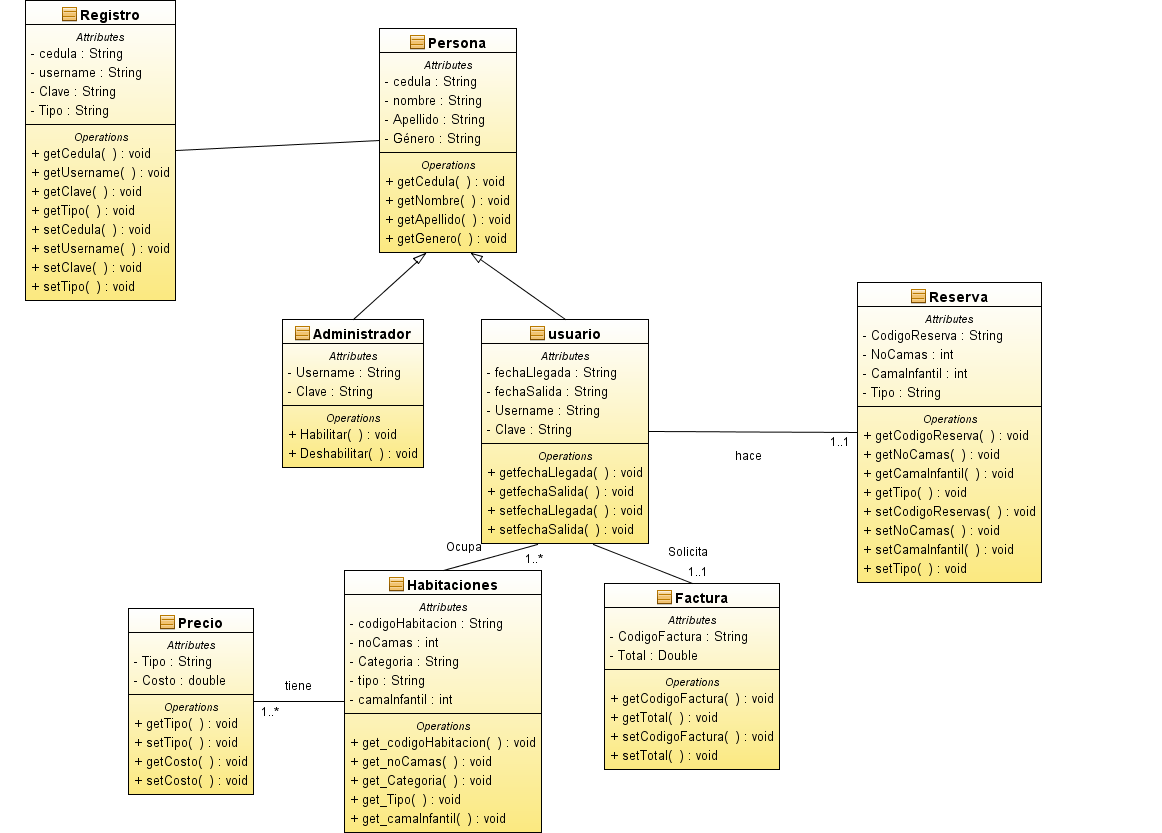 Registro
Attributes
- cedula : String
- username : String
- Clave : String
- Tipo : String
Operations
+ getCedula( ) : void
+ getUsername( ) : void
+ getClave( ) : void
+ getTipo( ) : void
+ setCedula( ) : void
+ setUsername( ) : void
+ setClave( ) : void
+ setTipo( ) : void
Persona
Attributes
- cedula : String
- nombre : String
- Apellido : String
- Género : String
Operations
+ getCedula( ) : void
+ getNombre( ) : void
+ getApellido( ) : void
+ getGenero( ) : void
Administrador
Attributes
- Username : String
- Clave : String
Operations
+ Habilitar( ) : void
+ Deshabilitar( ) : void
usuario
Attributes
- fechaLlegada : String
- fechaSalida : String
- Username : String
- Clave : String
Operations
+ getfechaLlegada( ) : void
+ getfechaSalida( ) : void
+ setfechaLlegada( ) : void
+ setfechaSalida( ) : void
hace
1..1
Reserva
Attributes
- CodigoReserva : String
- NoCamas : int
- CamaInfantil : int
- Tipo : String
Operations
+ getCodigoReserva( ) : void
+ getNoCamas( ) : void
+ getCamaInfantil( ) : void
+ getTipo( ) : void
+ setCodigoReservas( ) : void
+ setNoCamas( ) : void
+ setCamaInfantil( ) : void
+ setTipo( ) : void
Ocupa
1..*
Solicita
1..1
Precio
Attributes
- Tipo : String
- Costo : double
Operations
+ getTipo( ) : void
+ setTipo( ) : void
+ getCosto( ) : void
+ setCosto( ) : void
tiene
1..*
Habitaciones
Attributes
- codigoHabitacion : String
- noCamas : int
- Categoria : String
- tipo : String
- camaInfantil : int
Operations
+ get_codigoHabitacion( ) : void
+ get_noCamas( ) : void
+ get_Categoria( ) : void
+ get_Tipo( ) : void
+ get_camaInfantil( ) : void
Factura
Attributes
- CodigoFactura : String
- Total : Double
Operations
+ getCodigoFactura( ) : void
+ getTotal( ) : void
+ setCodigoFactura( ) : void
+ setTotal( ) : void